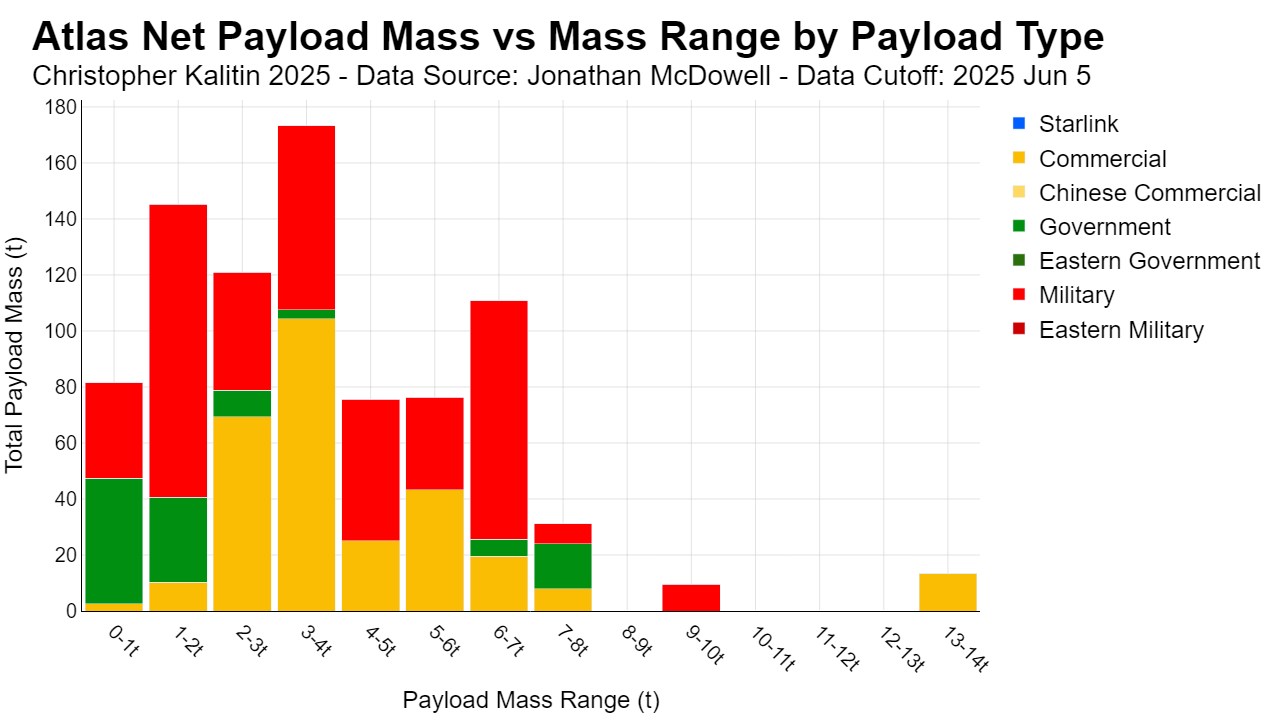 Atlas Net Payload Mass vs Mass Range by Payload Type
Christopher Kalitin 2025 - Data Source: Jonathan McDowell - Data Cutoff: 2025 Jun 5
Total Payload Mass (t)
180
160
140
120
100
80
60
40
20
0
0-1t
1-2t
2-3t
3-4t
4-5t
5-6t
6-7t
7-8t
8-9t
9-10t
10-11t
11-12t
12-13t
13-14t
Payload Mass Range (t)
Starlink
Commercial
Chinese Commercial
Government
Eastern Government
Military
Eastern Military